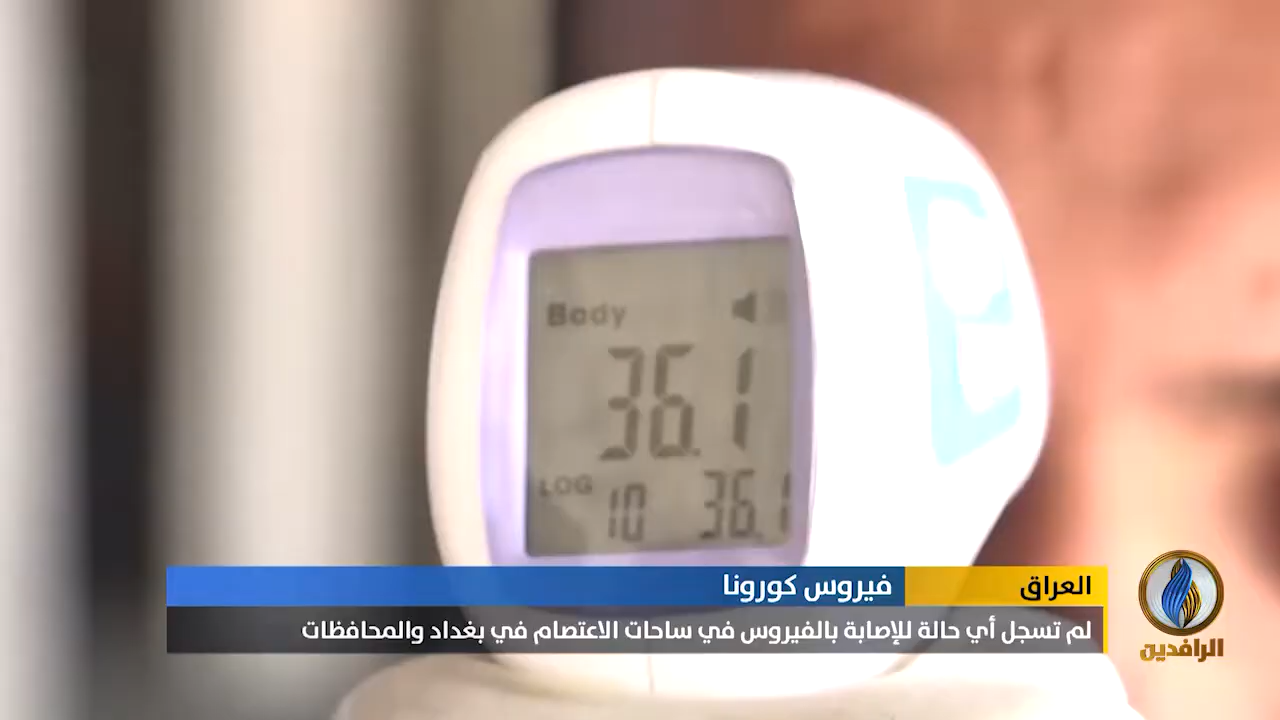 Body
36.1
LOG 10 36.1
العراق فيروس كورونا
لم تسجل أي حالة للإصابة بالفيروس في ساحات الاعتصام في بغداد والمحافظات
الرافدين